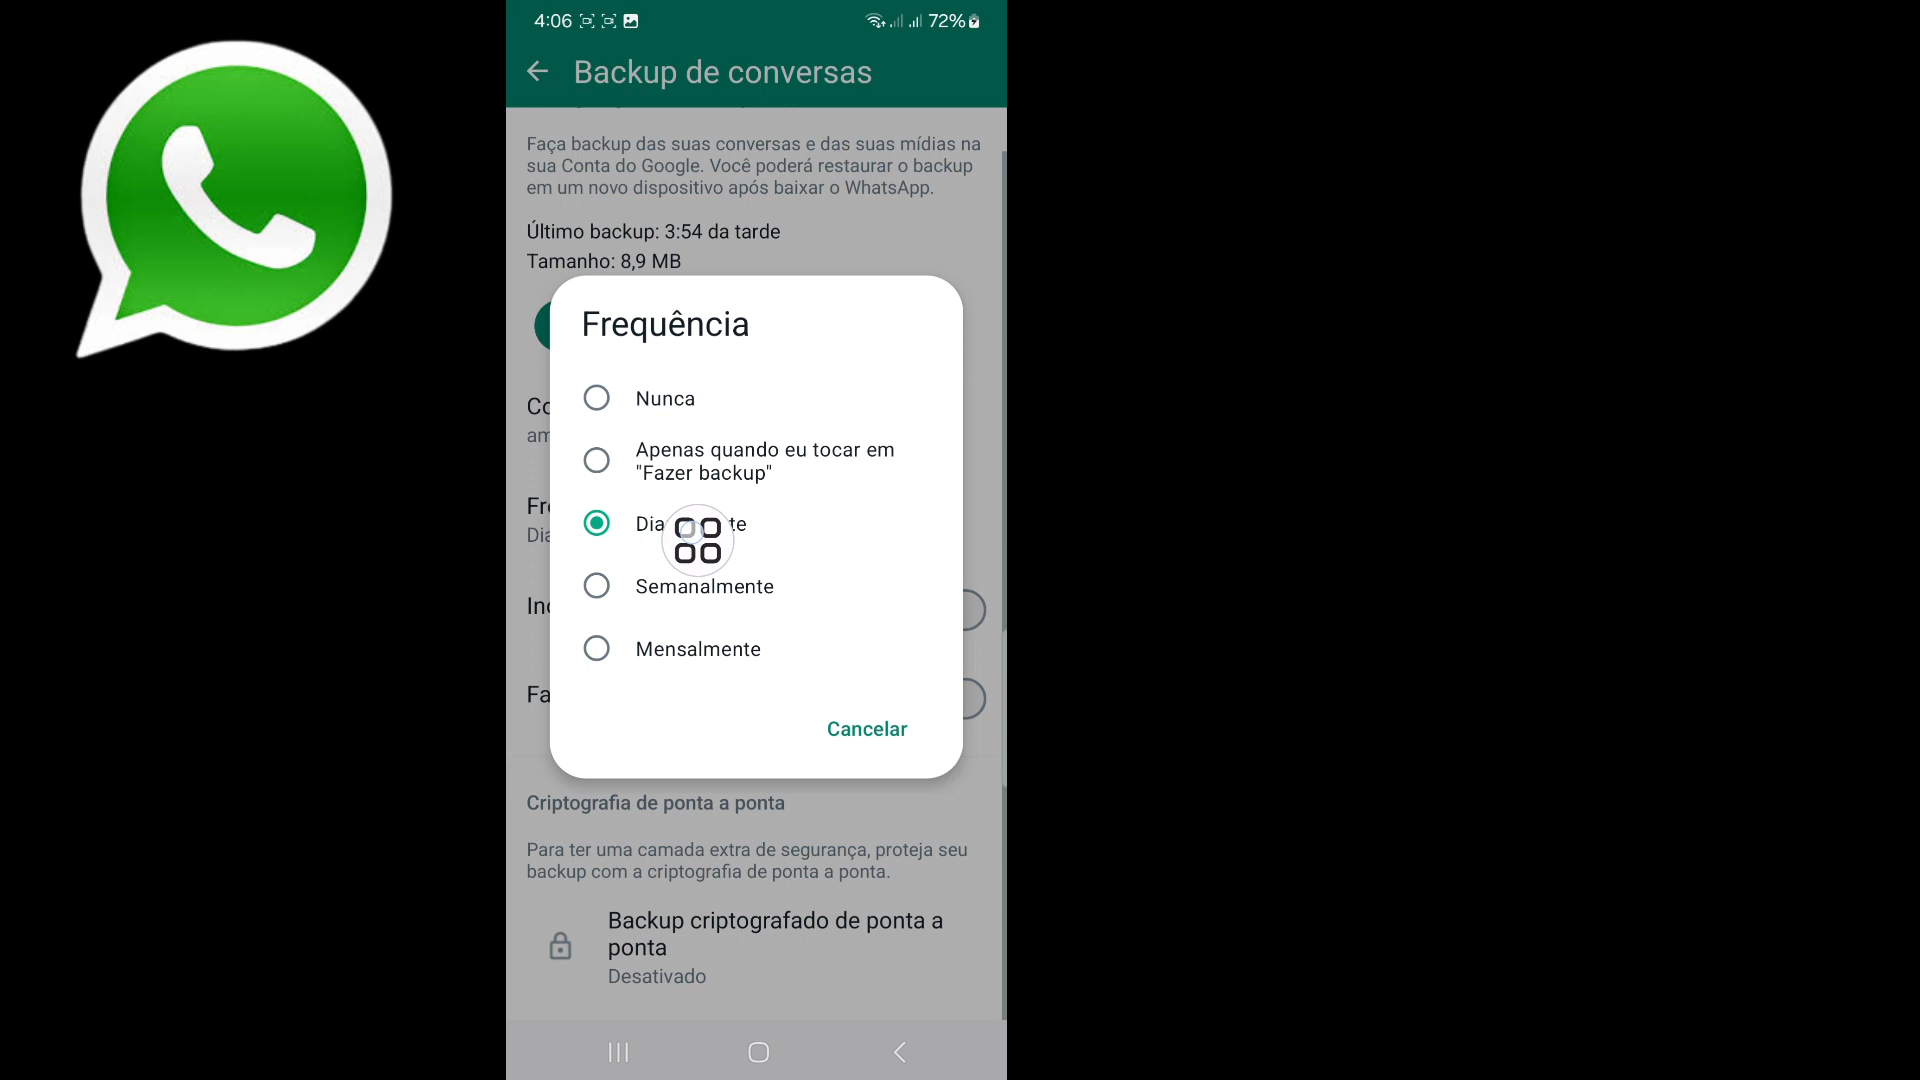 4:06
72%
Backup de conversas
Faça backup das suas conversas e das suas mídias na
sua Conta do Google. Você poderá restaurar o backup
em um novo dispositivo após baixar o WhatsApp.
Último backup: 3:54 da tarde
Tamanho: 8,9 MB
Frequência
Nunca
Apenas quando eu tocar em
"Fazer backup"
Semanalmente
Mensalmente
Cancelar
Criptografia de ponta a ponta
Para ter uma camada extra de segurança, proteja seu
backup com a criptografia de ponta a ponta.
Backup criptografado de ponta a
ponta
Desativado